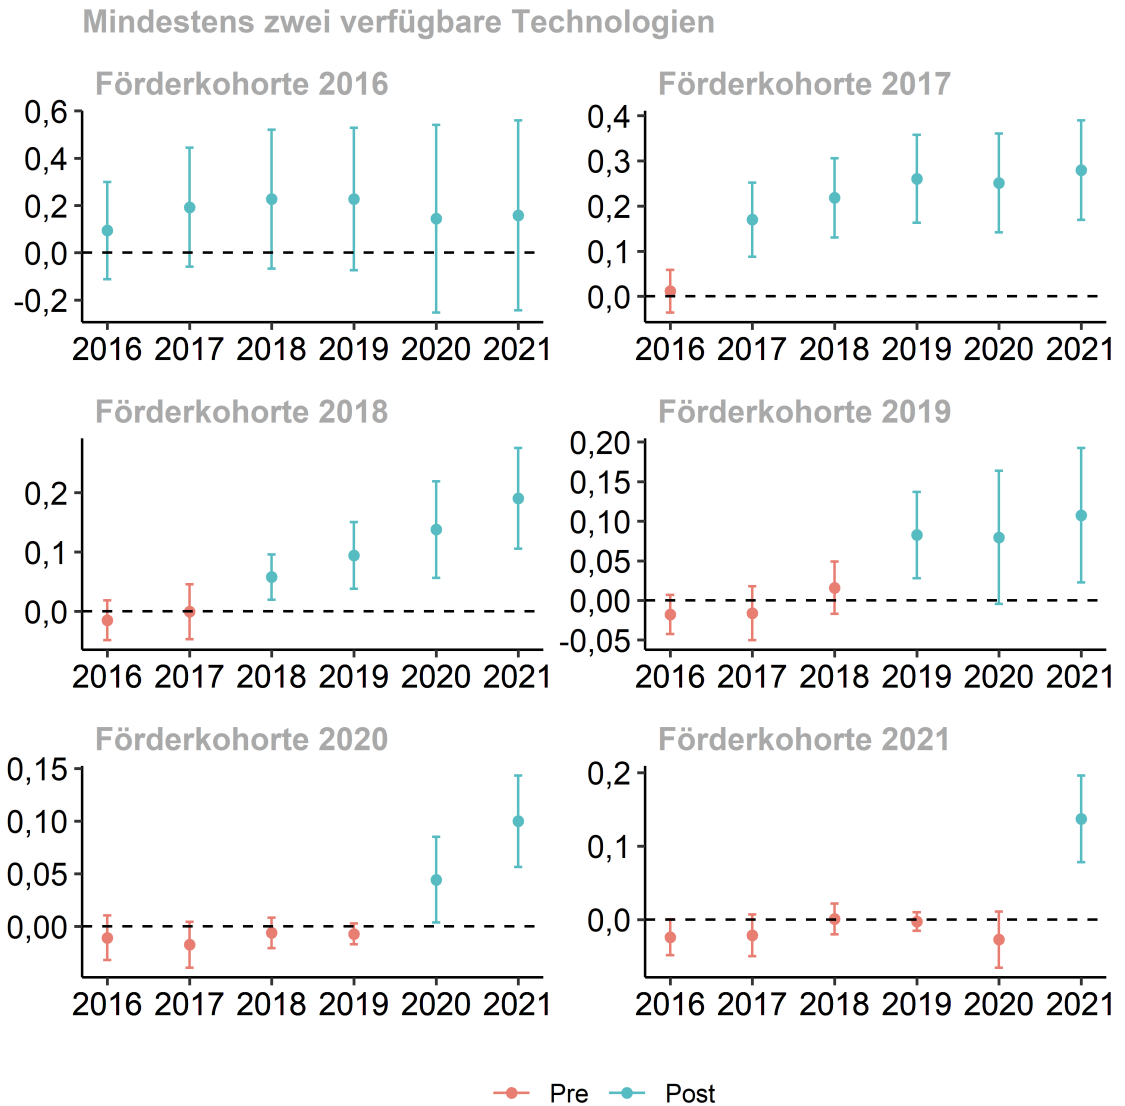 Mindestens zwei verfügbare Technologien
Förderkohorte 2016
0,6
0,4
0,2
0,0
-0,2
2016 2017 2018 2019 2020 2021
Förderkohorte 2017
0,4
0,3
0,2
0,1
0,0
2016 2017 2018 2019 2020 2021
Förderkohorte 2018
0,2
0,1
0,0
2016 2017 2018 2019 2020 2021
Förderkohorte 2019
0,20
0,15
0,10
0,05
0,00
-0,05
2016 2017 2018 2019 2020 2021
Förderkohorte 2020
0,15
0,10
0,05
0,00
2016 2017 2018 2019 2020 2021
Förderkohorte 2021
0,2
0,1
0,0
2016 2017 2018 2019 2020 2021
Pre Post